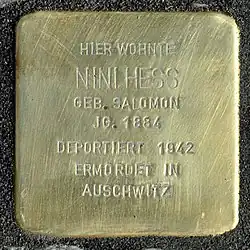 HIER WOHNTE
NINI HESS
GEB. SALOMON
JG. 1884
DEPORTIERT 1942
ERMORDET IN
AUSCHWITZ